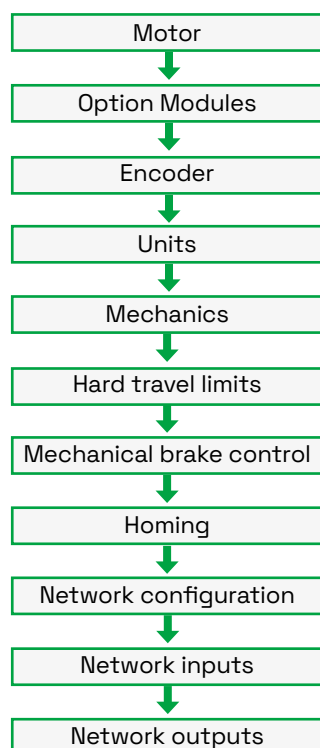 Motor
Option Modules
Encoder
Units
Mechanics
Hard travel limits
Mechanical brake control
Homing
Network configuration
Network inputs
Network outputs